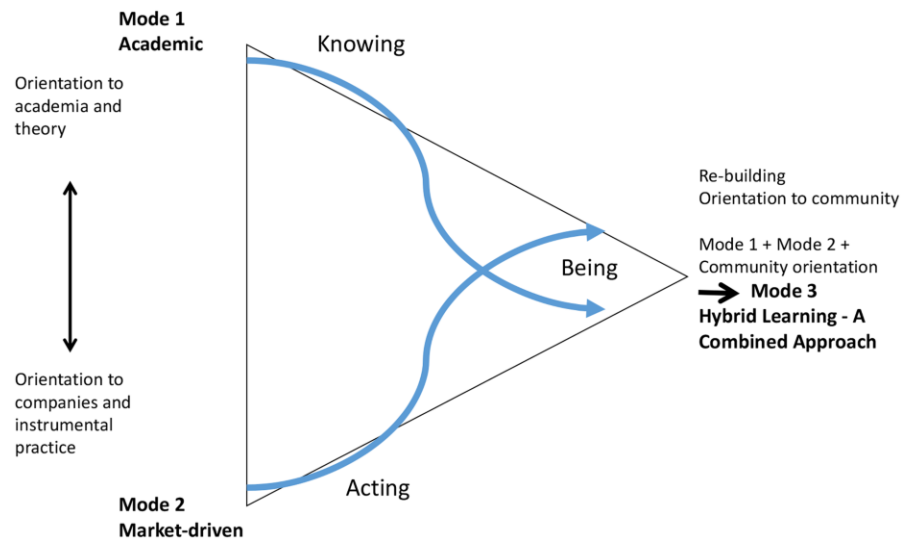 Mode 1
Academic
Knowing
Orientation to
academia and
theory
Re-building
Orientation to community
Mode 1 + Mode 2 +
Community orientation
Mode 3
Hybrid Learning - A
Combined Approach
Being
Orientation to
companies and
instrumental
practice
Acting
Mode 2
Market-driven